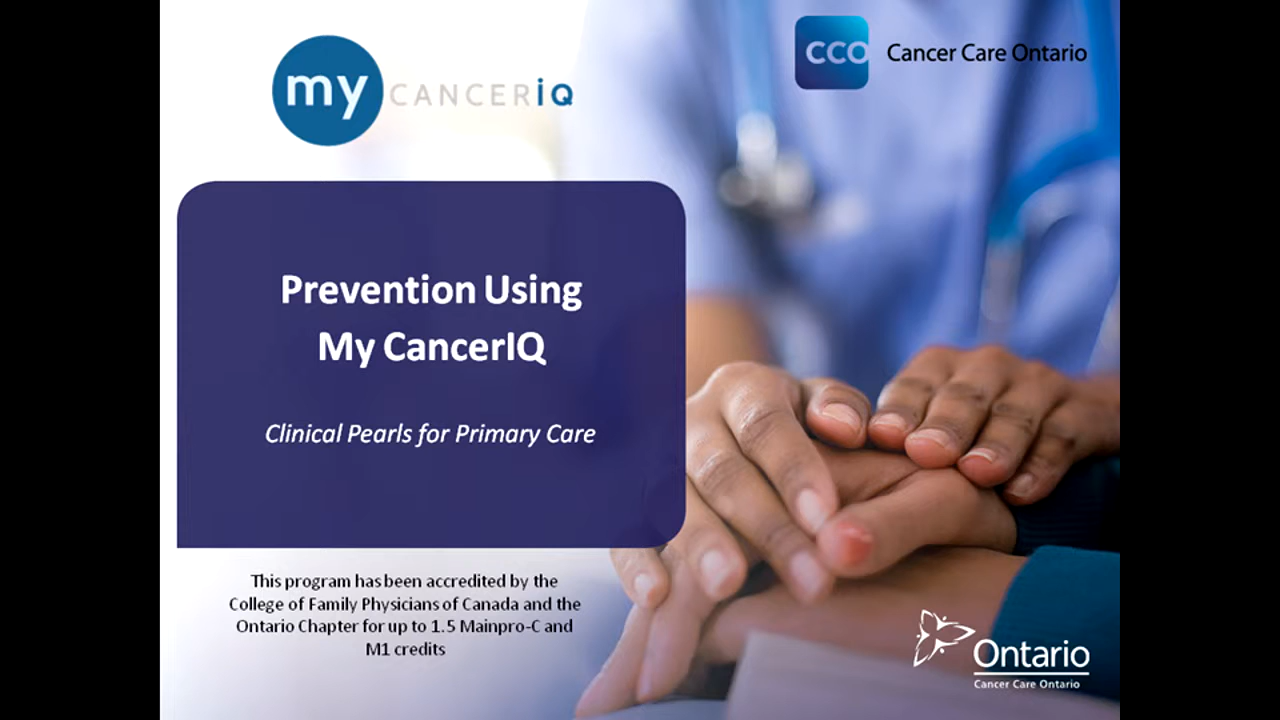 my CANCERIQ
CCO Cancer Care Ontario
Prevention Using
My CancerIQ
Clinical Pearls for Primary Care
This program has been accredited by the
College of Family Physicians of Canada and the
Ontario Chapter for up to 1.5 Mainpro-C and
M1 credits
Ontario
Cancer Care Ontario